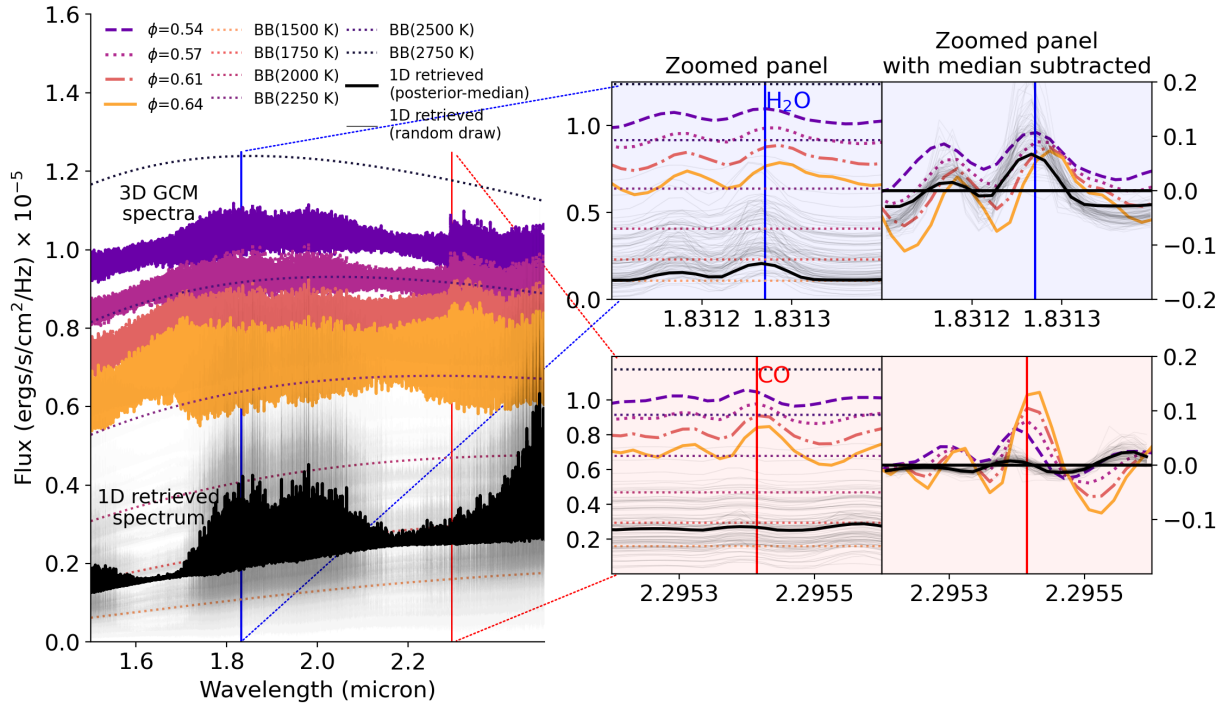 1.6
1.4
1.2
1.0
0.8
0.6
0.4
0.2
0.0
Flux (ergs/s/cm²/Hz) × 10⁻⁵
1.6
1.8
2.0
2.2
Wavelength (micron)
ϕ=0.54
ϕ=0.57
ϕ=0.61
ϕ=0.64
BB(1500 K)
BB(1750 K)
BB(2000 K)
BB(2250 K)
BB(2500 K)
BB(2750 K)
1D retrieved
(posterior-median)
1D retrieved
(random draw)
3D GCM
spectra
1D retrieved
spectrum
Zoomed panel
H₂O
1.0
0.5
0.0
1.8312
1.8313
Zoomed panel
with median subtracted
0.2
0.1
0.0
−0.1
−0.2
1.8312
1.8313
CO
1.0
0.8
0.6
0.4
0.2
2.2953
2.2955
0.2
0.1
0.0
−0.1
2.2953
2.2955